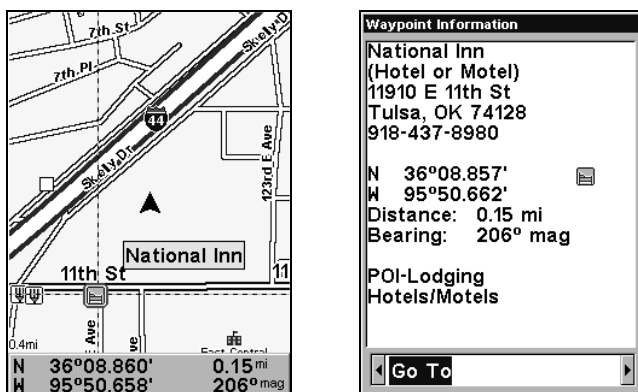 7th St
Skelly D
7th Pl
44
Skelly Dr
123rd E Ave
National Inn
11th St
11
Ave
Ave
0.4mi
East Central
N 36°08.860' 0.15 mi
W 95°50.658' 206° mag
Waypoint Information
National Inn
(Hotel or Motel)
11910 E 11th St
Tulsa, OK 74128
918-437-8980
N 36°08.857'
W 95°50.662'
Distance: 0.15 mi
Bearing: 206° mag
POI-Lodging
Hotels/Motels
Go To